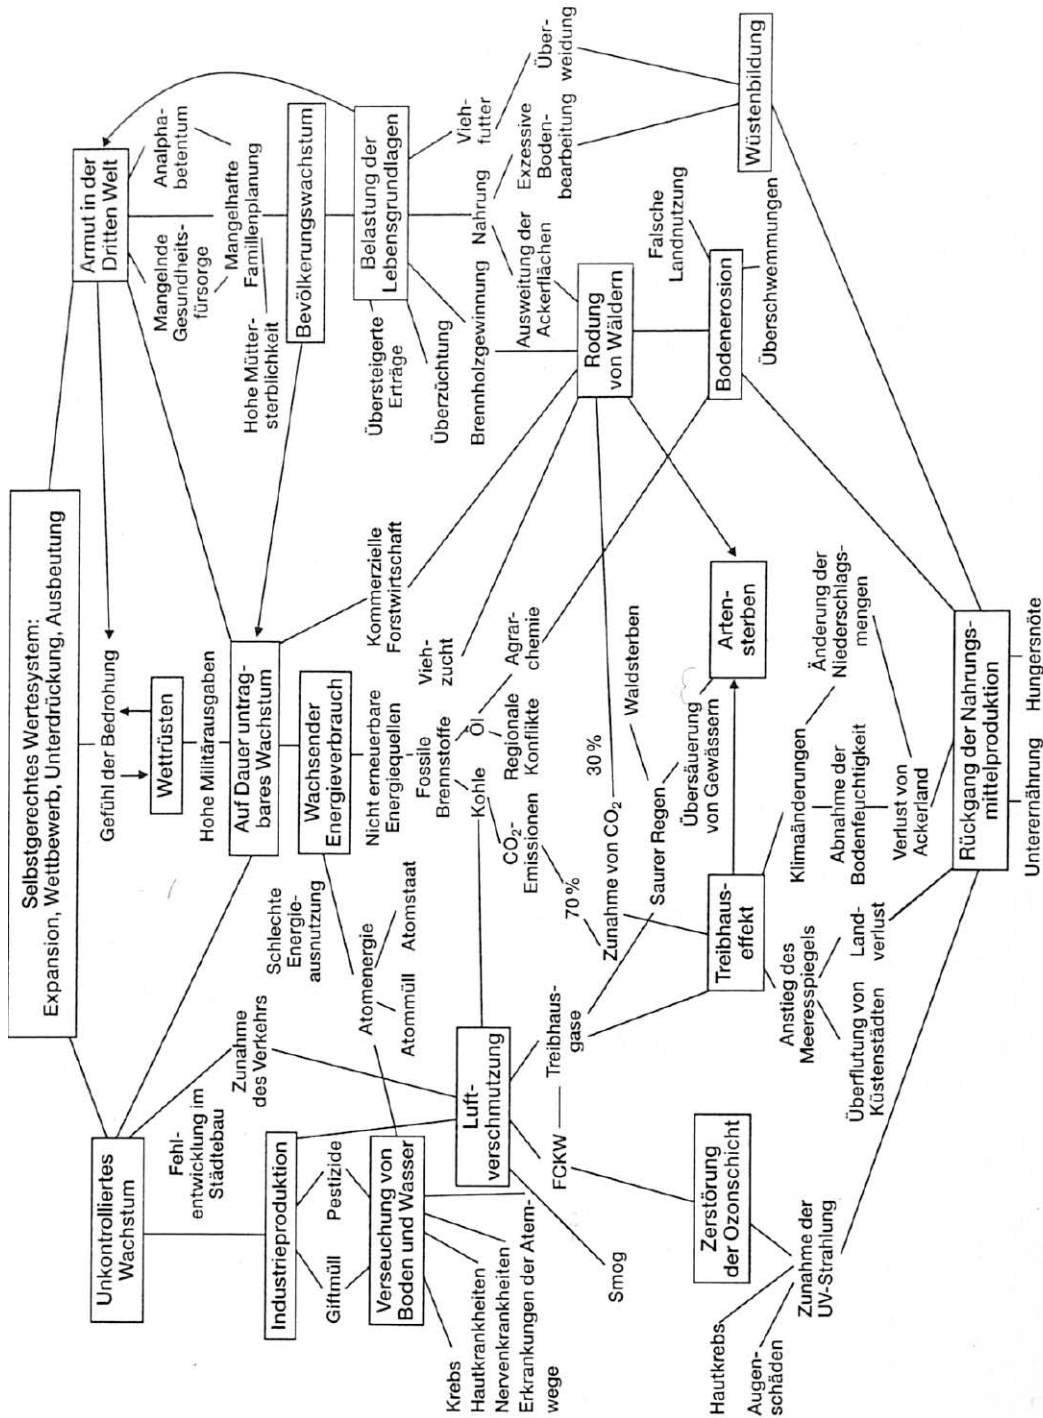 Selbstgerechtes Wertesystem:
Expansion, Wettbewerb, Unterdrückung, Ausbeutung
Unkontrolliertes
Wachstum
Gefühl der Bedrohung
Armut in der
Dritten Welt
Wettrüsten
Fehl-
entwicklung im
Städtebau
Zunahme
des Verkehrs
Hohe Militärausgaben
Mangelnde
Gesundheits-
fürsorge
Analpha-
betentum
Auf Dauer untrag-
bares Wachstum
Hohe Mütter-
sterblichkeit
Mangelhafte
Familienplanung
Industrieproduktion
Schlechte
Energie-
ausnutzung
Wachsender
Energieverbrauch
Bevölkerungswachstum
Giftmüll
Pestizide
Atomenergie
Nicht erneuerbare
Energiequellen
Kommerzielle
Forstwirtschaft
Übersteigerte
Erträge
Belastung der
Lebensgrundlagen
Verseuchung von
Boden und Wasser
Atommüll
Atomstaat
Fossile
Brennstoffe
Vieh-
zucht
Überzüchtung
Krebs
Hautkrankheiten
Nervenkrankheiten
Erkrankungen der Atem-
wege
Luft-
verschmutzung
Kohle
Öl
Brennholzgewinnung
Nahrung
Vieh-
futter
CO2-
Emissionen
Regionale
Konflikte
Agrar-
chemie
Ausweitung der
Ackerflächen
Exzessive
Boden-
bearbeitung
Über-
weidung
Smog
FCKW
Treibhaus-
gase
70%
30%
Zunahme von CO2
Rodung
von Wäldern
Saurer Regen
Waldsterben
Falsche
Landnutzung
Übersäuerung
von Gewässern
Zerstörung
der Ozonschicht
Treibhaus-
effekt
Arten-
sterben
Bodenerosion
Wüstenbildung
Überschwemmungen
Hautkrebs
Augen-
schäden
Zunahme der
UV-Strahlung
Anstieg des
Meeresspiegels
Klimaänderungen
Änderung der
Niederschlags-
mengen
Überflutung von
Küstenstädten
Land-
verlust
Abnahme der
Bodenfeuchtigkeit
Verlust von
Ackerland
Rückgang der Nahrungs-
mittelproduktion
Unterernährung
Hungersnöte